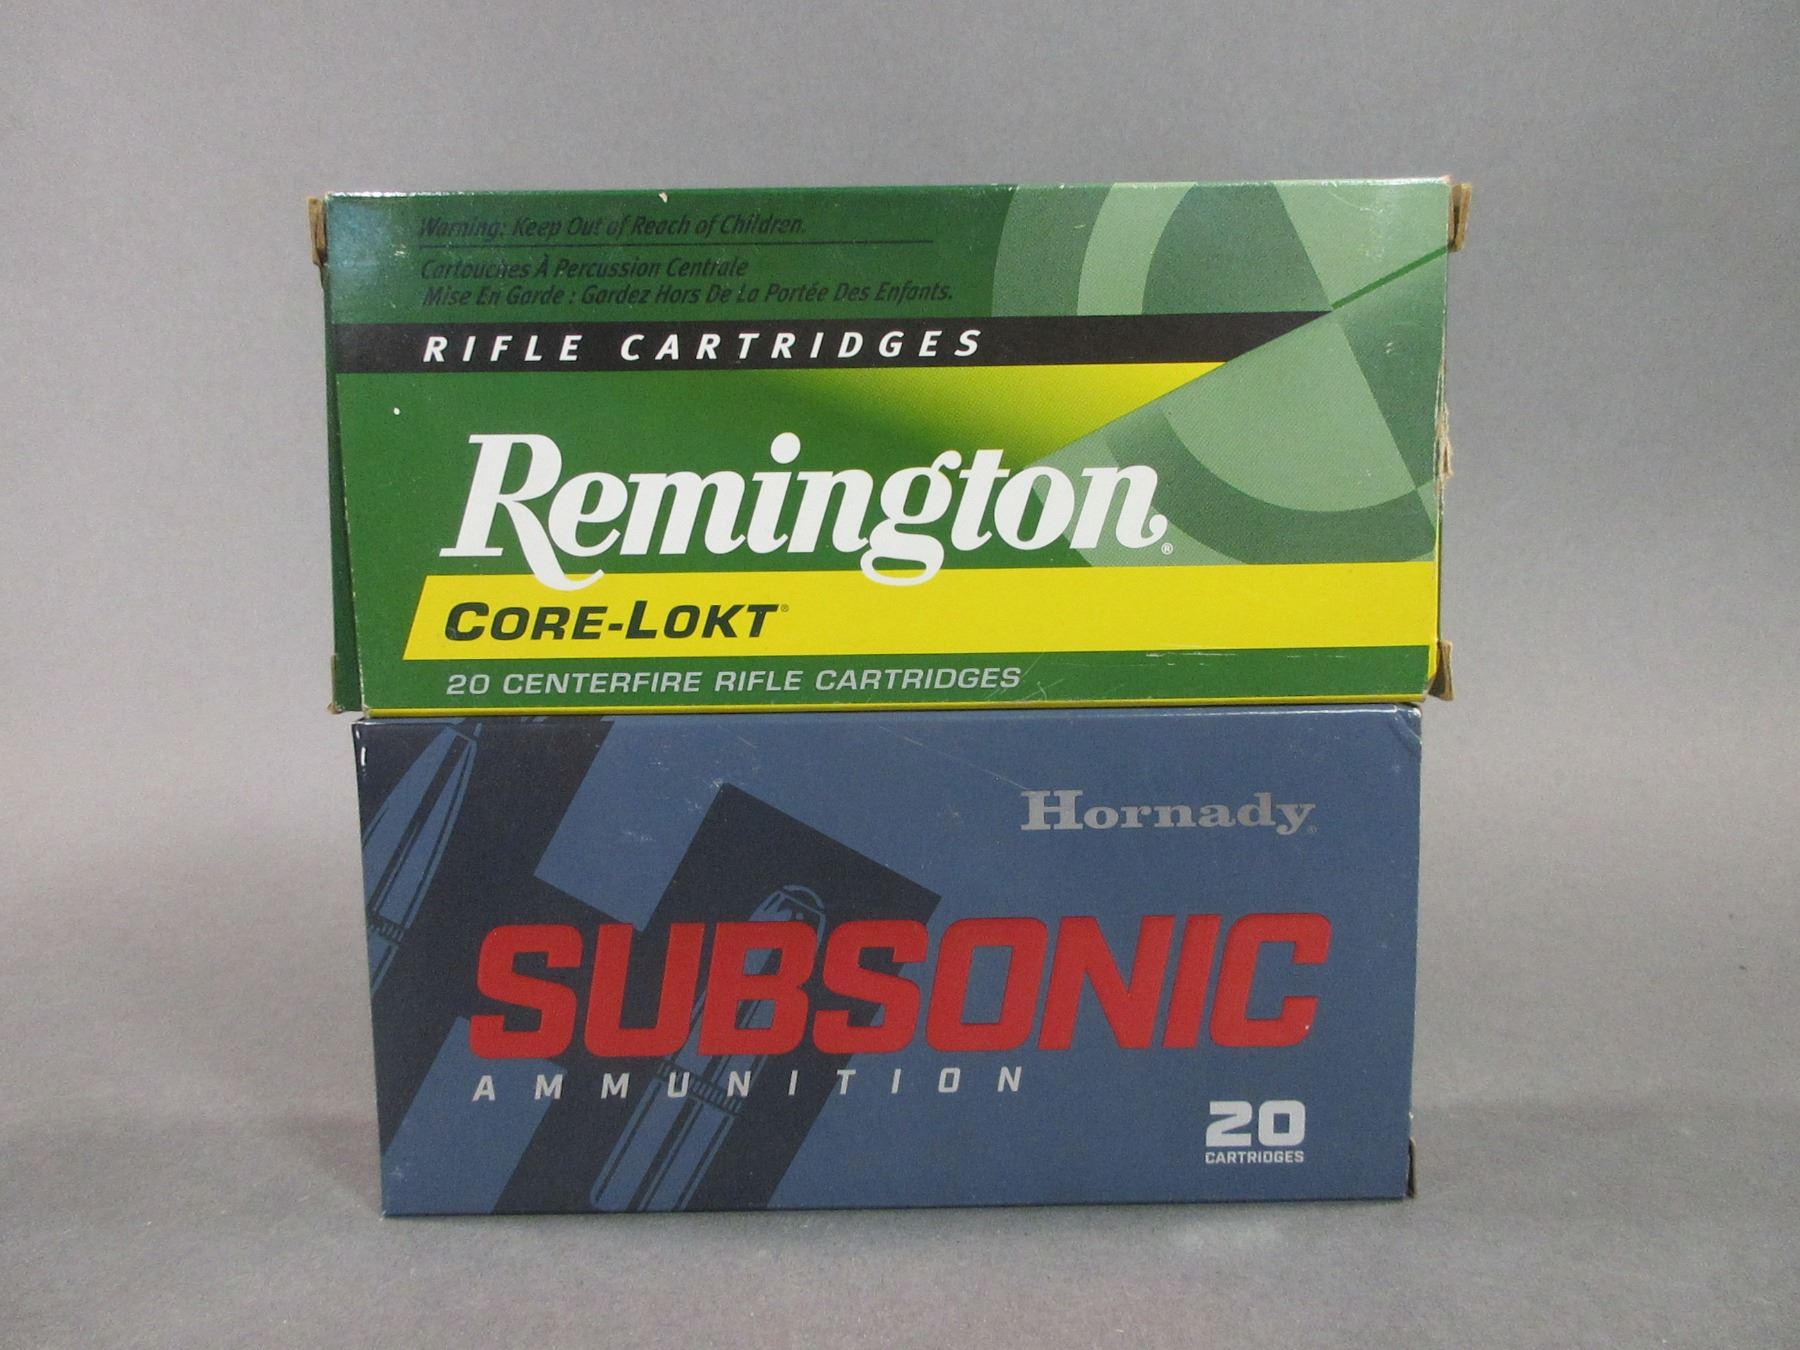 Warning: Keep Out of Reach of Children.
Cartouches À Percussion Centrale
Mise En Garde : Gardez Hors De La Portée Des Enfants.
RIFLE CARTRIDGES
Remington®
CORE-LOKT®
20 CENTERFIRE RIFLE CARTRIDGES
Hornady®
SUBSONIC
AMMUNITION
20
CARTRIDGES